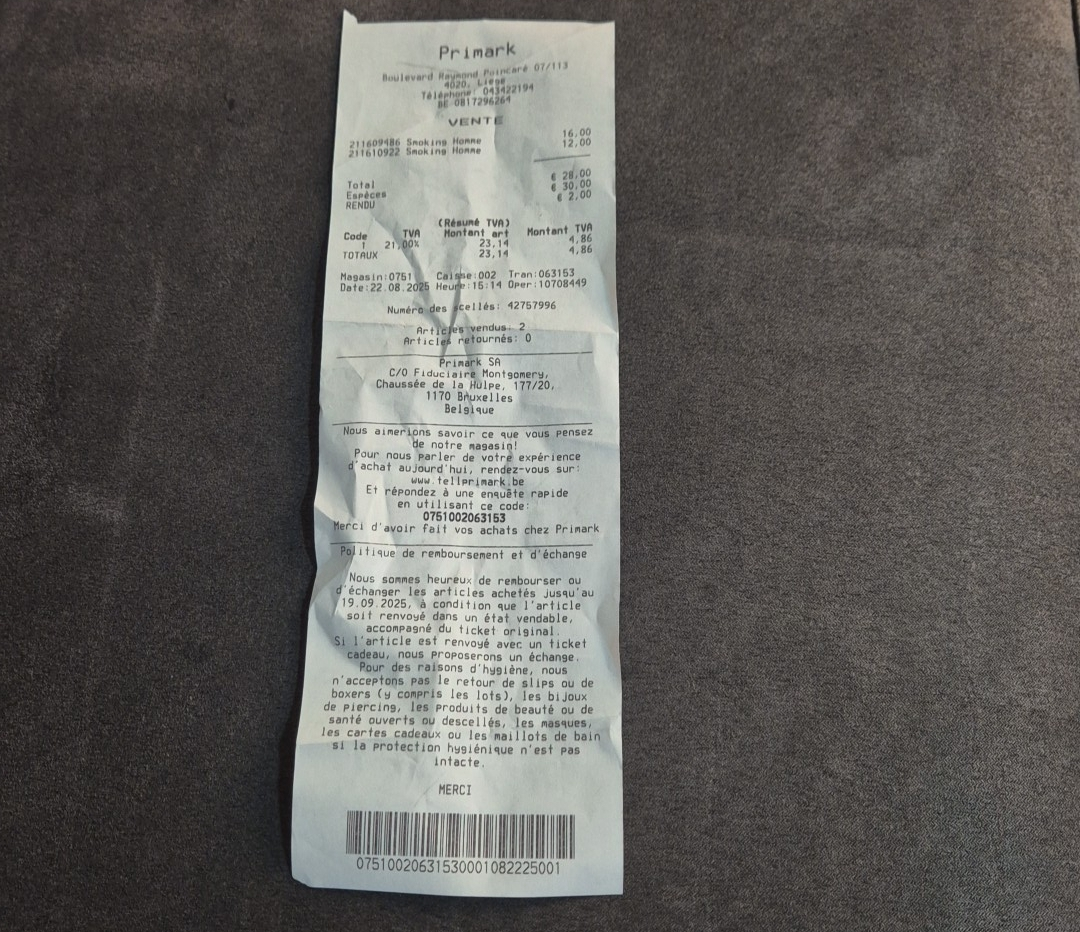 Primark
Boulevard Raymond Poincaré 07/113
4020, Liege
Téléphone: 043422194
BE 0817296264
VENTE
211609486 Smoking Homme 16,00
211610922 Smoking Homme 12,00
Total € 28,00
Espèces € 30,00
RENDU € 2,00
(Résumé TVA)
Code TVA Montant art Montant TVA
1 21,00% 23,14 4,86
TOTAUX 23,14 4,86
Magasin:0751 Caisse:002 Tran:063153
Date:22.08.2025 Heure:15:14 Oper:10708449
Numéro des scellés: 42757996
Articles vendus: 2
Articles retournés: 0
Primark SA
C/O Fiduciaire Montgomery,
Chaussée de la Hulpe, 177/20,
1170 Bruxelles
Belgique
Nous aimerions savoir ce que vous pensez
de notre magasin!
Pour nous parler de votre expérience
d'achat aujourd'hui, rendez-vous sur:
www.tellprimark.be
Et répondez à une enquête rapide
en utilisant ce code:
0751002063153
Merci d'avoir fait vos achats chez Primark
Politique de remboursement et d'échange
Nous sommes heureux de rembourser ou
d'échanger les articles achetés jusqu'au
19.09.2025, à condition que l'article
soit renvoyé dans un état vendable,
accompagné du ticket original.
Si l'article est renvoyé avec un ticket
cadeau, nous proposerons un échange.
Pour des raisons d'hygiène, nous
n'acceptons pas le retour de slips ou de
boxers (y compris les lots), les bijoux
de piercing, les produits de beauté ou de
santé ouverts ou descellés, les masques,
les cartes cadeaux ou les maillots de bain
si la protection hygiénique n'est pas
intacte.
MERCI
07510020631530001082225001